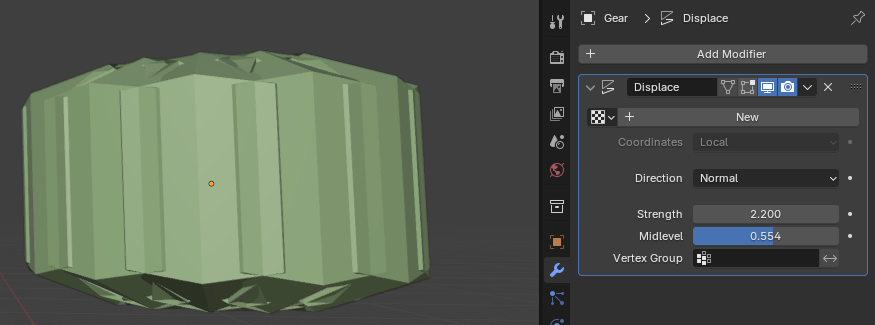 Gear > Displace
+ Add Modifier
Displace
+ New
Coordinates Local
Direction Normal
Strength 2.200
Midlevel 0.554
Vertex Group